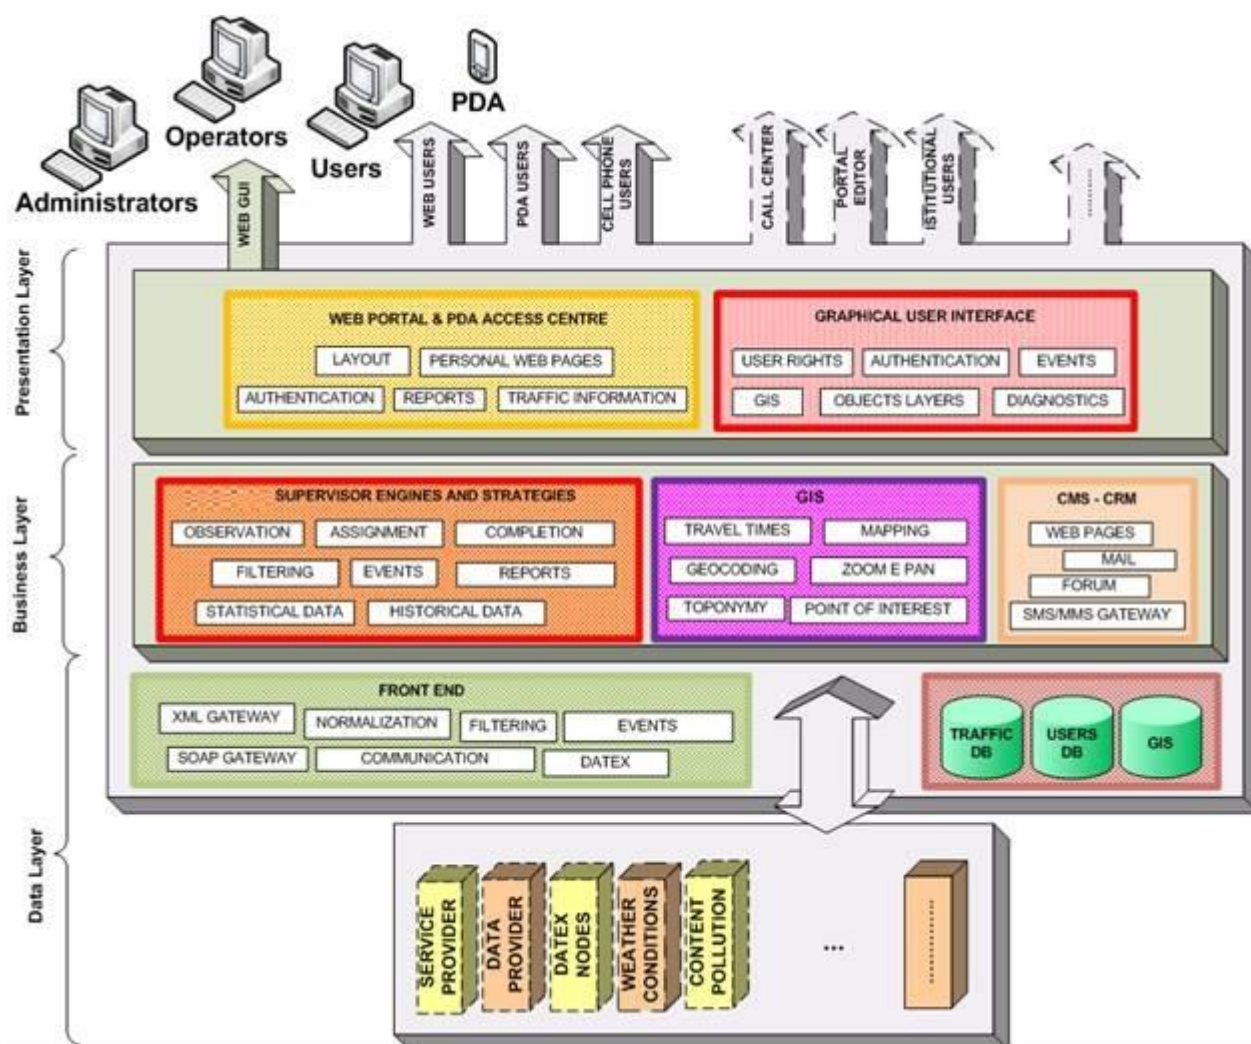 PDA
Operators
Users
Administrators
WEB GUI
WEB USERS
PDA USERS
CELL PHONE
USERS
CALL CENTER
PORTAL
EDITOR
ISTITUTIONAL
USERS
Presentation Layer
WEB PORTAL & PDA ACCESS CENTRE
LAYOUT
PERSONAL WEB PAGES
AUTHENTICATION
REPORTS
TRAFFIC INFORMATION
GRAPHICAL USER INTERFACE
USER RIGHTS
AUTHENTICATION
EVENTS
GIS
OBJECTS LAYERS
DIAGNOSTICS
Business Layer
SUPERVISOR ENGINES AND STRATEGIES
OBSERVATION
ASSIGNMENT
COMPLETION
FILTERING
EVENTS
REPORTS
STATISTICAL DATA
HISTORICAL DATA
GIS
TRAVEL TIMES
MAPPING
GEOCODING
ZOOM E PAN
TOPONYMY
POINT OF INTEREST
CMS - CRM
WEB PAGES
MAIL
FORUM
SMS/MMS GATEWAY
Data Layer
FRONT END
XML GATEWAY
NORMALIZATION
FILTERING
EVENTS
SOAP GATEWAY
COMMUNICATION
DATEX
TRAFFIC
DB
USERS
DB
GIS
SERVICE
PROVIDER
DATA
PROVIDER
DATEX
NODES
WEATHER
CONDITIONS
CONTENT
POLLUTION
...